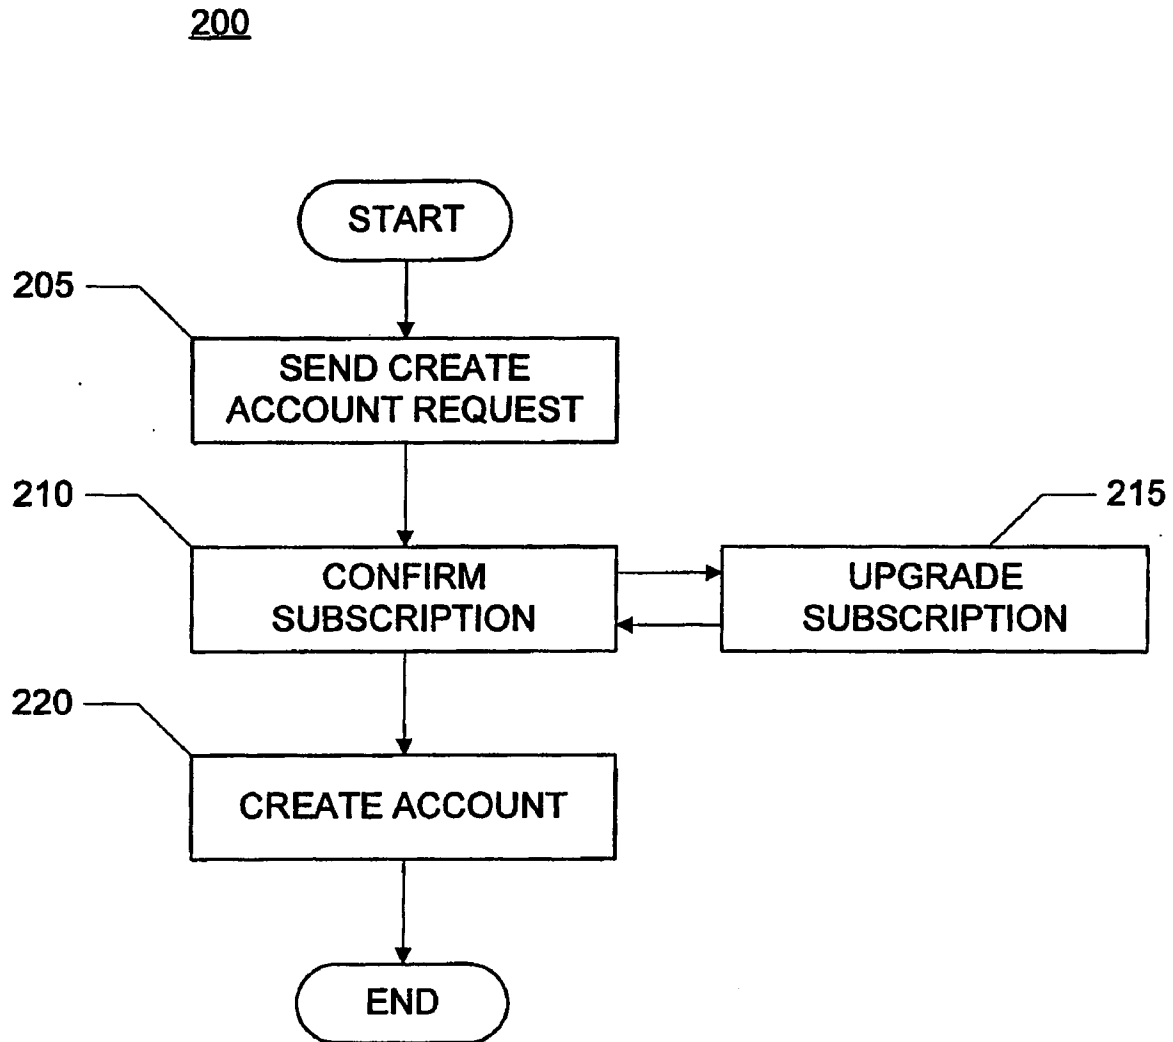 200
START
205
SEND CREATE
ACCOUNT REQUEST
210
215
CONFIRM
SUBSCRIPTION
UPGRADE
SUBSCRIPTION
220
CREATE ACCOUNT
END